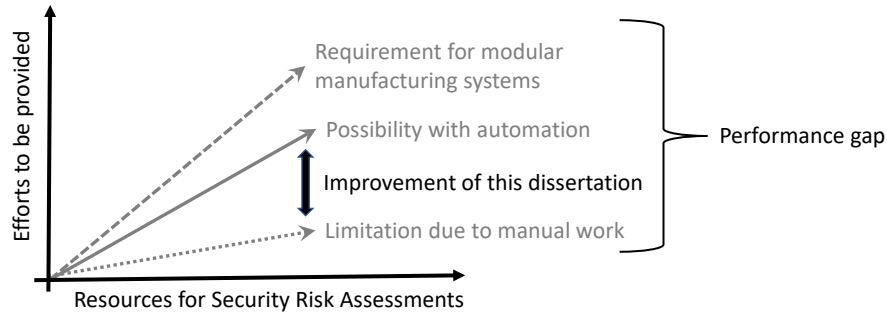 Efforts to be provided
Requirement for modular
manufacturing systems
Possibility with automation
Improvement of this dissertation
Limitation due to manual work
Performance gap
Resources for Security Risk Assessments